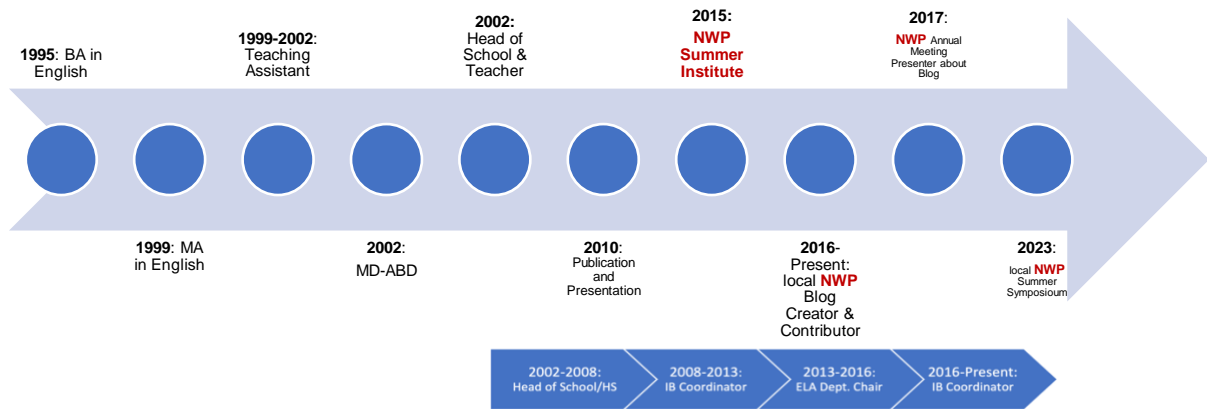 1995: BA in
English
1999-2002:
Teaching
Assistant
2002:
Head of
School &
Teacher
2015:
NWP
Summer
Institute
2017:
NWP Annual
Meeting
Presenter about
Blog
1999: MA
in English
2002:
MD-ABD
2010:
Publication
and
Presentation
2016-
Present:
local NWP
Blog
Creator &
Contributor
2023:
local NWP
Summer
Symposioum
2002-2008:
Head of School/HS
2008-2013:
IB Coordinator
2013-2016:
ELA Dept. Chair
2016-Present:
IB Coordinator